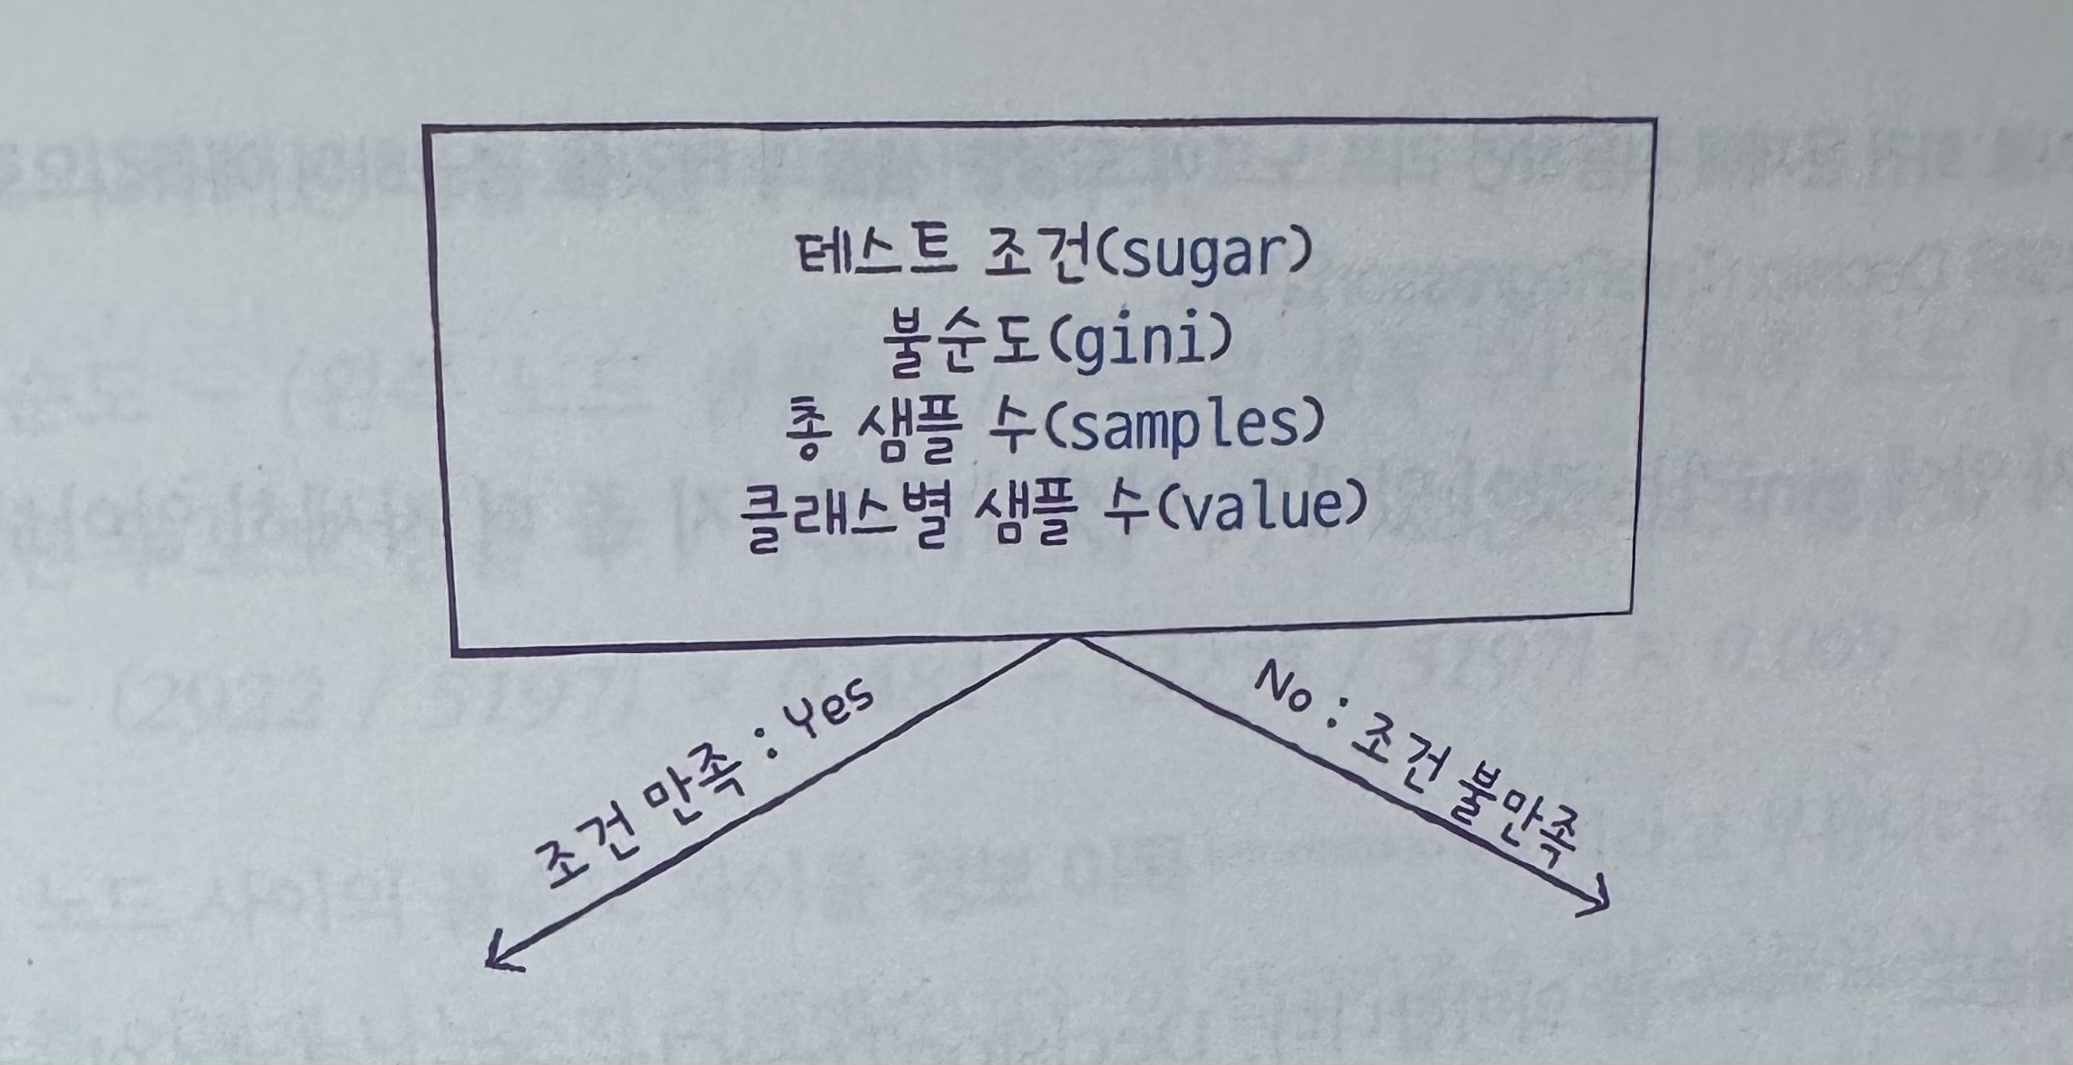 테스트 조건(sugar)
불순도(gini)
총 샘플 수(samples)
클래스별 샘플 수(value)
조건 만족 : Yes
No : 조건 불만족